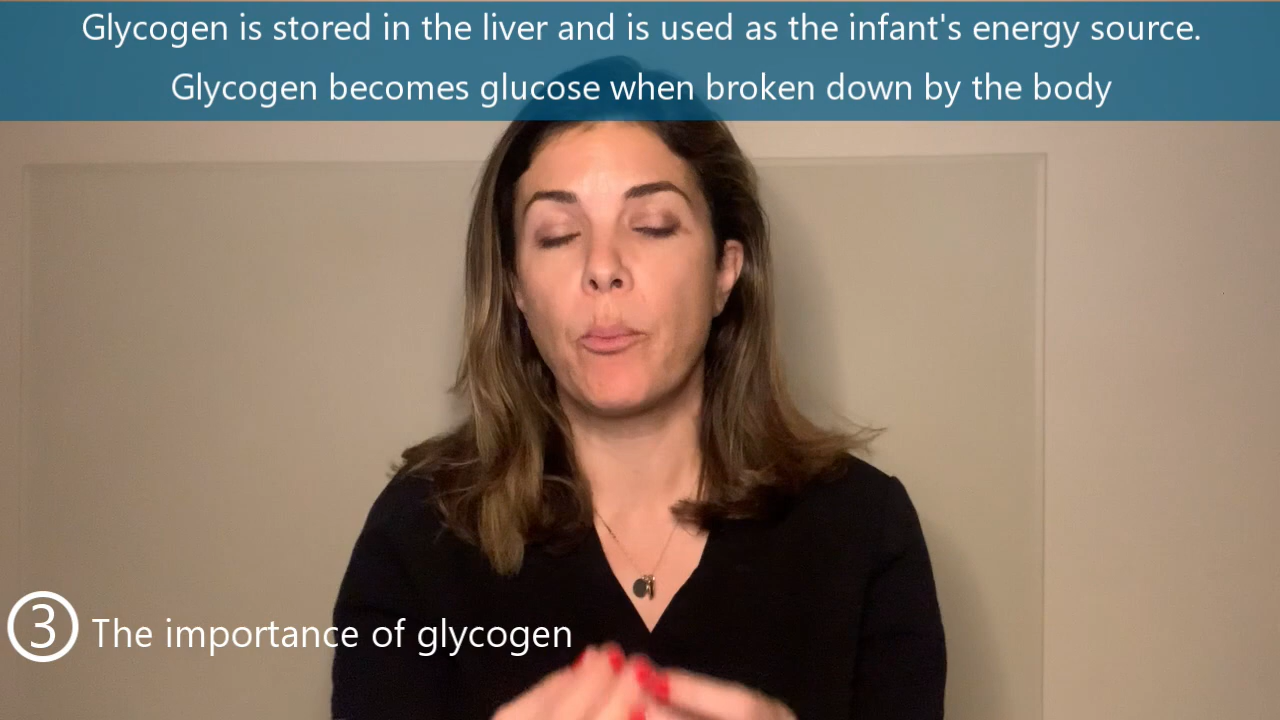 Glycogen is stored in the liver and is used as the infant's energy source.
Glycogen becomes glucose when broken down by the body
3 The importance of glycogen